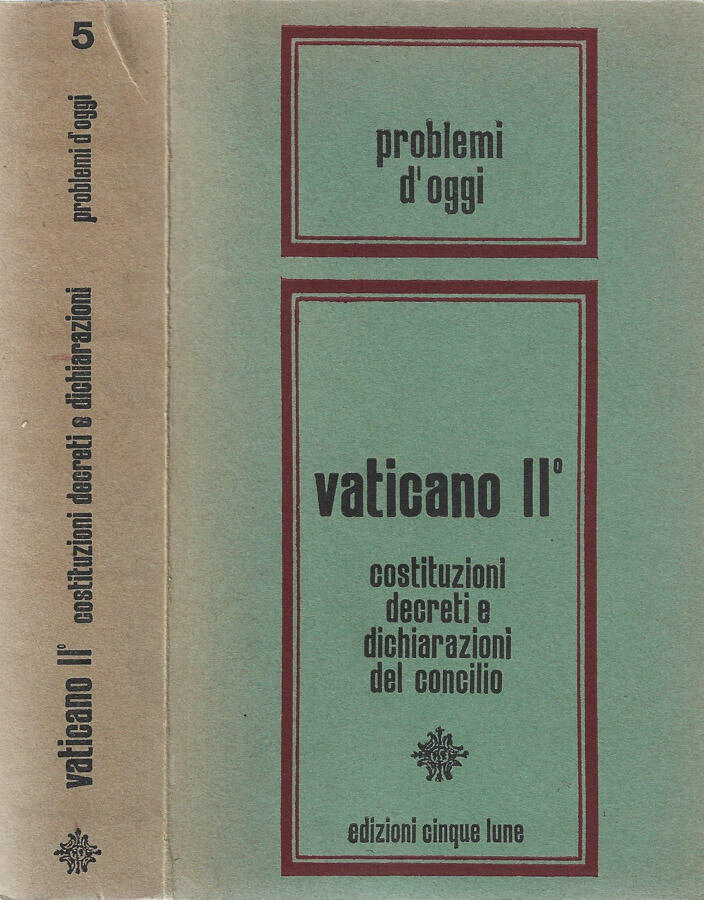 5
problemi d'oggi
vaticano II° costituzioni decreti e dichiarazioni
problemi
d'oggi
vaticano II°
costituzioni
decreti e
dichiarazioni
del concilio
edizioni cinque lune